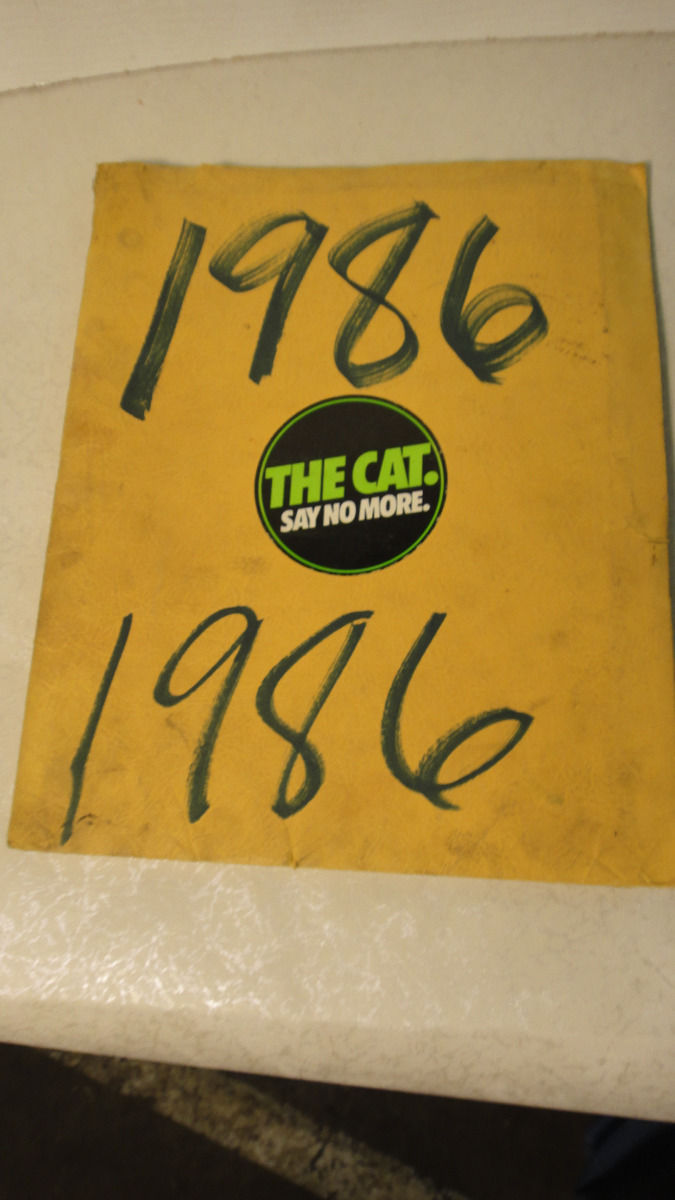 1986
THE CAT.
SAY NO MORE.
1986